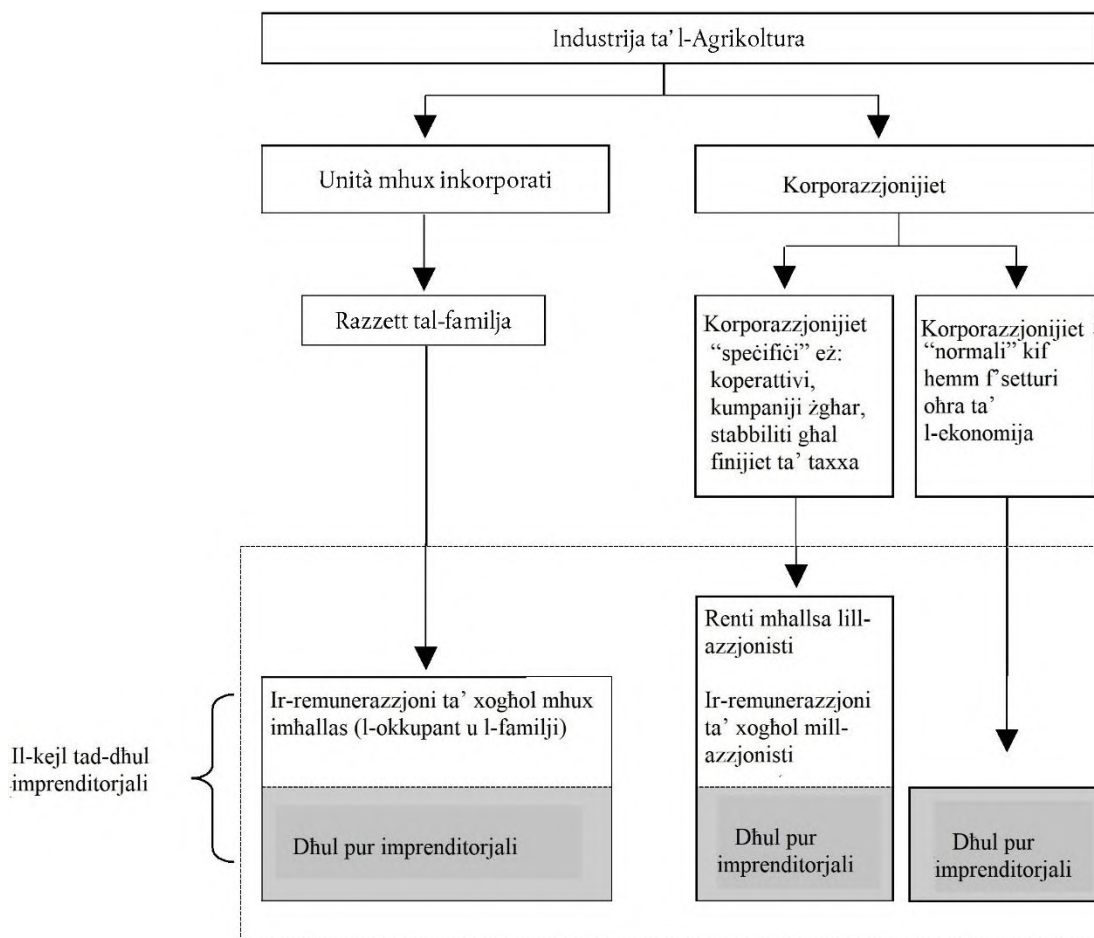 Industrija ta' l-Agrikoltura
Unità mhux inkorporati
Korporazzjonijiet
Razzett tal-familja
Korporazzjonijiet
“speċifiċi” eż:
koperattivi,
kumpaniji żgħar,
stabbiliti għal
finijiet ta’ taxxa
Korporazzjonijiet
“normali” kif
hemm f'setturi
oħra ta’
l-ekonomija
Il-kejl tad-dħul
imprenditorjali
Ir-remunerazzjoni ta’ xogħol mhux
imħallas (l-okkupant u l-familji)
Dħul pur imprenditorjali
Renti mħallsa lill-
azzjonisti
Ir-remunerazzjoni
ta’ xogħol mill-
azzjonisti
Dħul pur
imprenditorjali
Dħul pur
imprenditorjali